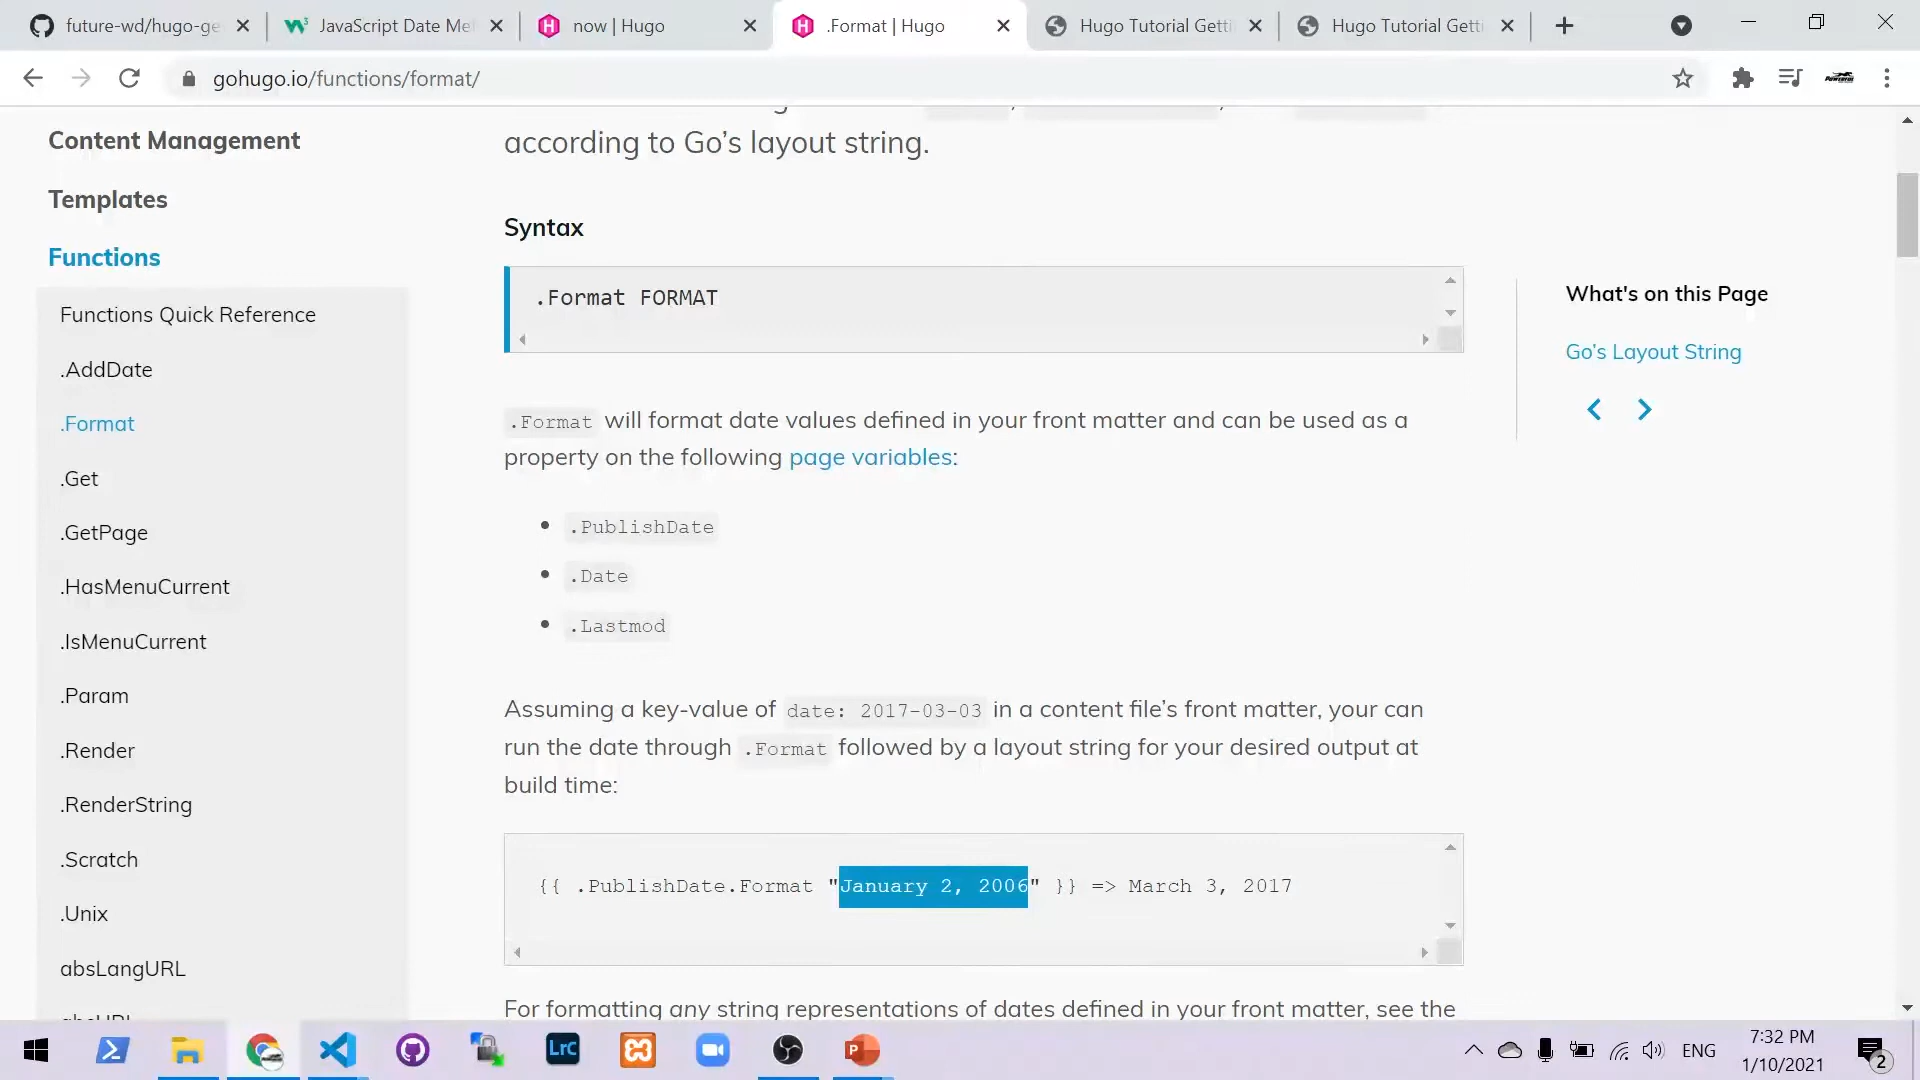 future-wd/hugo-ge
JavaScript Date Me
now | Hugo
.Format | Hugo
Hugo Tutorial Getti
Hugo Tutorial Getti
gohugo.io/functions/format/
Content Management
Templates
Functions
Functions Quick Reference
.AddDate
.Format
.Get
.GetPage
.HasMenuCurrent
.IsMenuCurrent
.Param
.Render
.RenderString
.Scratch
.Unix
absLangURL
according to Go’s layout string.
Syntax
.Format FORMAT
.Format will format date values defined in your front matter and can be used as a
property on the following page variables:
.PublishDate
.Date
.Lastmod
Assuming a key-value of date: 2017-03-03 in a content file’s front matter, your can
run the date through .Format followed by a layout string for your desired output at
build time:
{{ .PublishDate.Format "January 2, 2006" }} => March 3, 2017
For formatting any string representations of dates defined in your front matter, see the
What's on this Page
Go’s Layout String
LrC
P
ENG
7:32 PM
1/10/2021
2